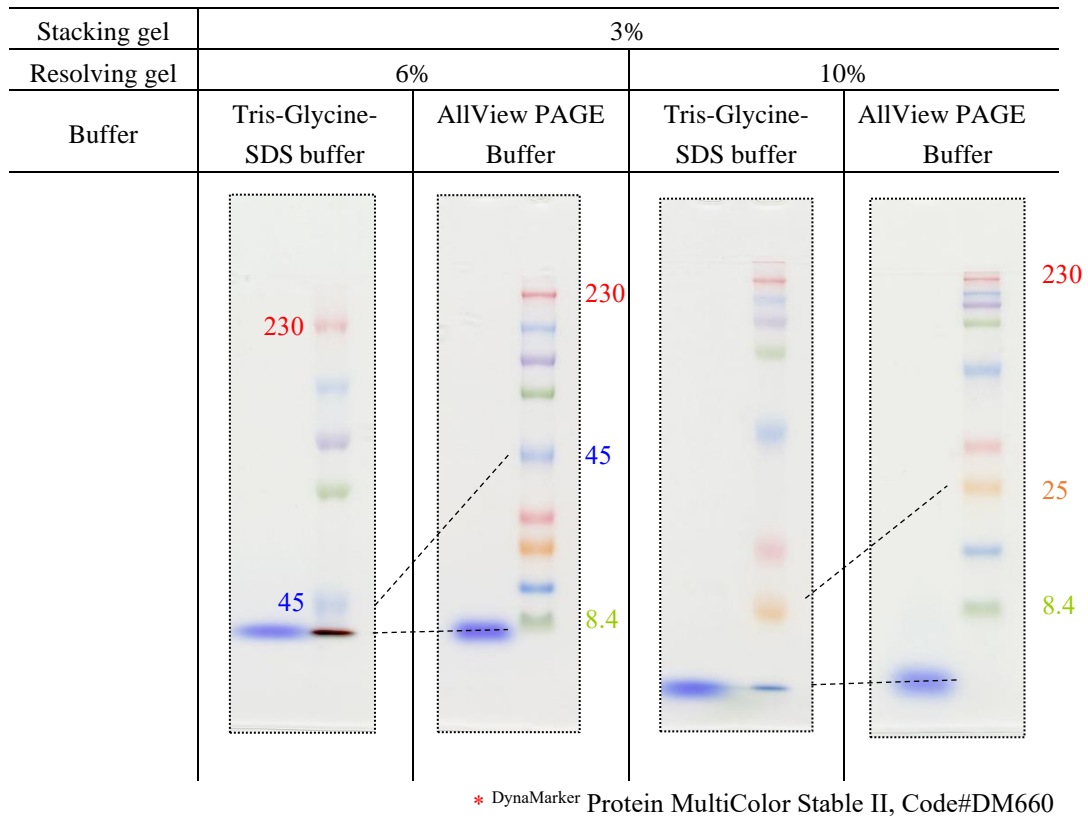 Stacking gel 3%
Resolving gel 6% 10%
Buffer
Tris-Glycine-
SDS buffer
AllView PAGE
Buffer
Tris-Glycine-
SDS buffer
AllView PAGE
Buffer
230
45
230
45
8.4
230
25
8.4
* DynaMarker Protein MultiColor Stable II, Code#DM660